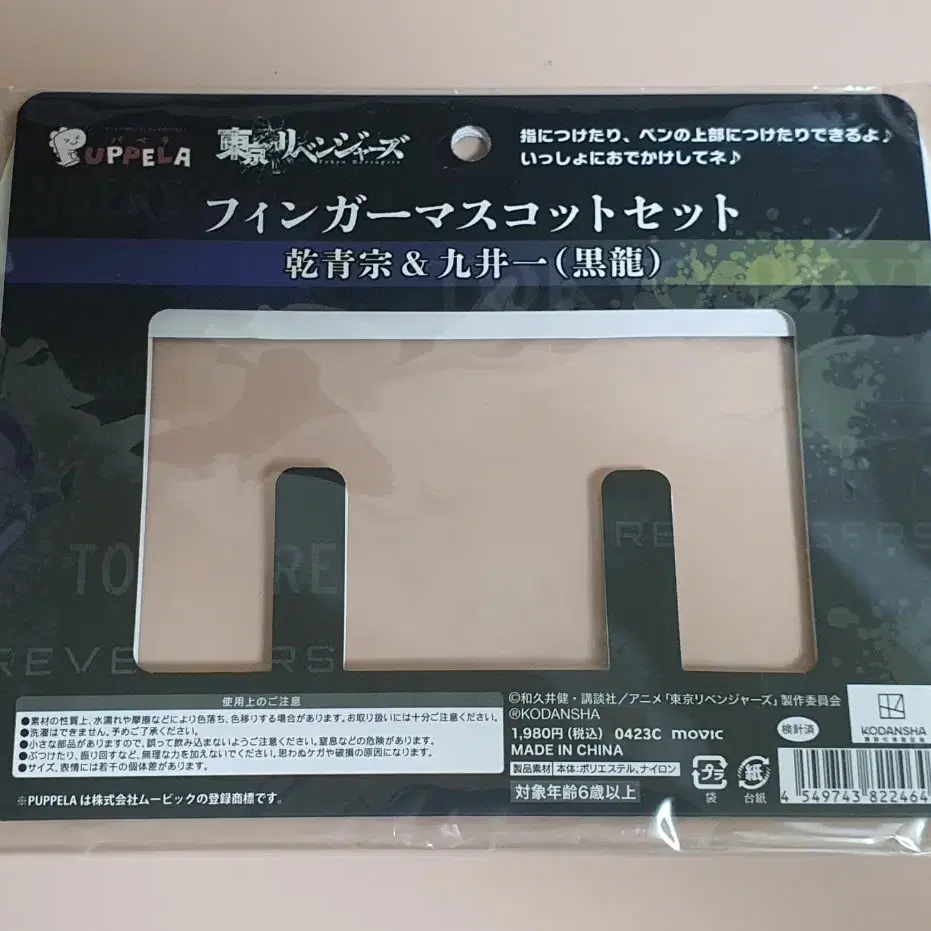 PUPPELA
東京リベンジャーズ
指につけたり、ペンの上部につけたりできるよ♪
いっしょにおでかけしてネ♪
フィンガーマスコットセット
乾青宗 & 九井一(黒龍)
REVENGERS
使用上のご注意
●素材の性質上、水濡れや摩擦などにより色落ち、色移りする場合があります。お取り扱いには十分ご注意ください。
●洗濯はできません。予めご了承ください。
●小さな部品がありますので、誤って飲み込まないようご注意ください。窒息などの危険があります。
●ぶつけたり、振り回すなど、無理な力を加えないでください。思わぬケガや破損の原因になります。
●サイズ、表情には若干の個体差があります。
※PUPPELAは株式会社ムービックの登録商標です。
©和久井健・講談社/アニメ「東京リベンジャーズ」製作委員会
®KODANSHA
1,980円(税込) 0423C movic
MADE IN CHINA
製品素材 本体:ポリエステル、ナイロン
対象年齢6歳以上
プラ
袋
紙
台紙
検計済
KODANSHA
4 549743 822464